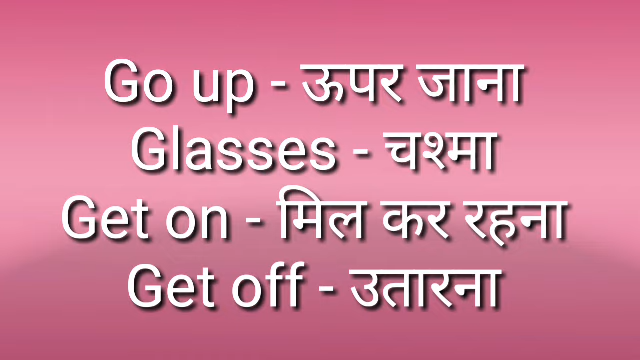 Go up - ऊपर जाना
Glasses - चश्मा
Get on - मिल कर रहना
Get off - उतारना